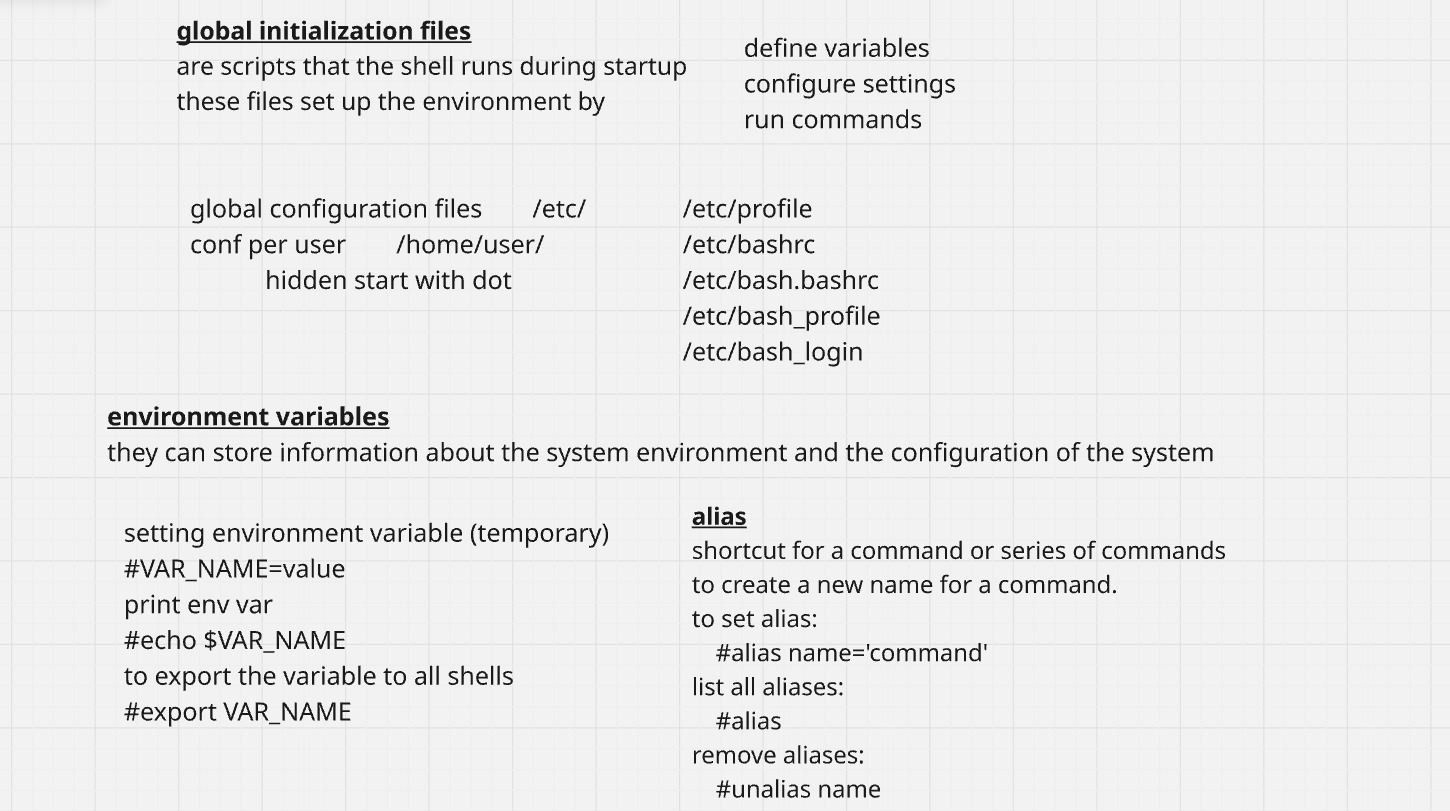 global initialization files
are scripts that the shell runs during startup
these files set up the environment by
define variables
configure settings
run commands
global configuration files /etc/
conf per user /home/user/
hidden start with dot
/etc/profile
/etc/bashrc
/etc/bash.bashrc
/etc/bash_profile
/etc/bash_login
environment variables
they can store information about the system environment and the configuration of the system
setting environment variable (temporary)
#VAR_NAME=value
print env var
#echo $VAR_NAME
to export the variable to all shells
#export VAR_NAME
alias
shortcut for a command or series of commands
to create a new name for a command.
to set alias:
#alias name='command'
list all aliases:
#alias
remove aliases:
#unalias name